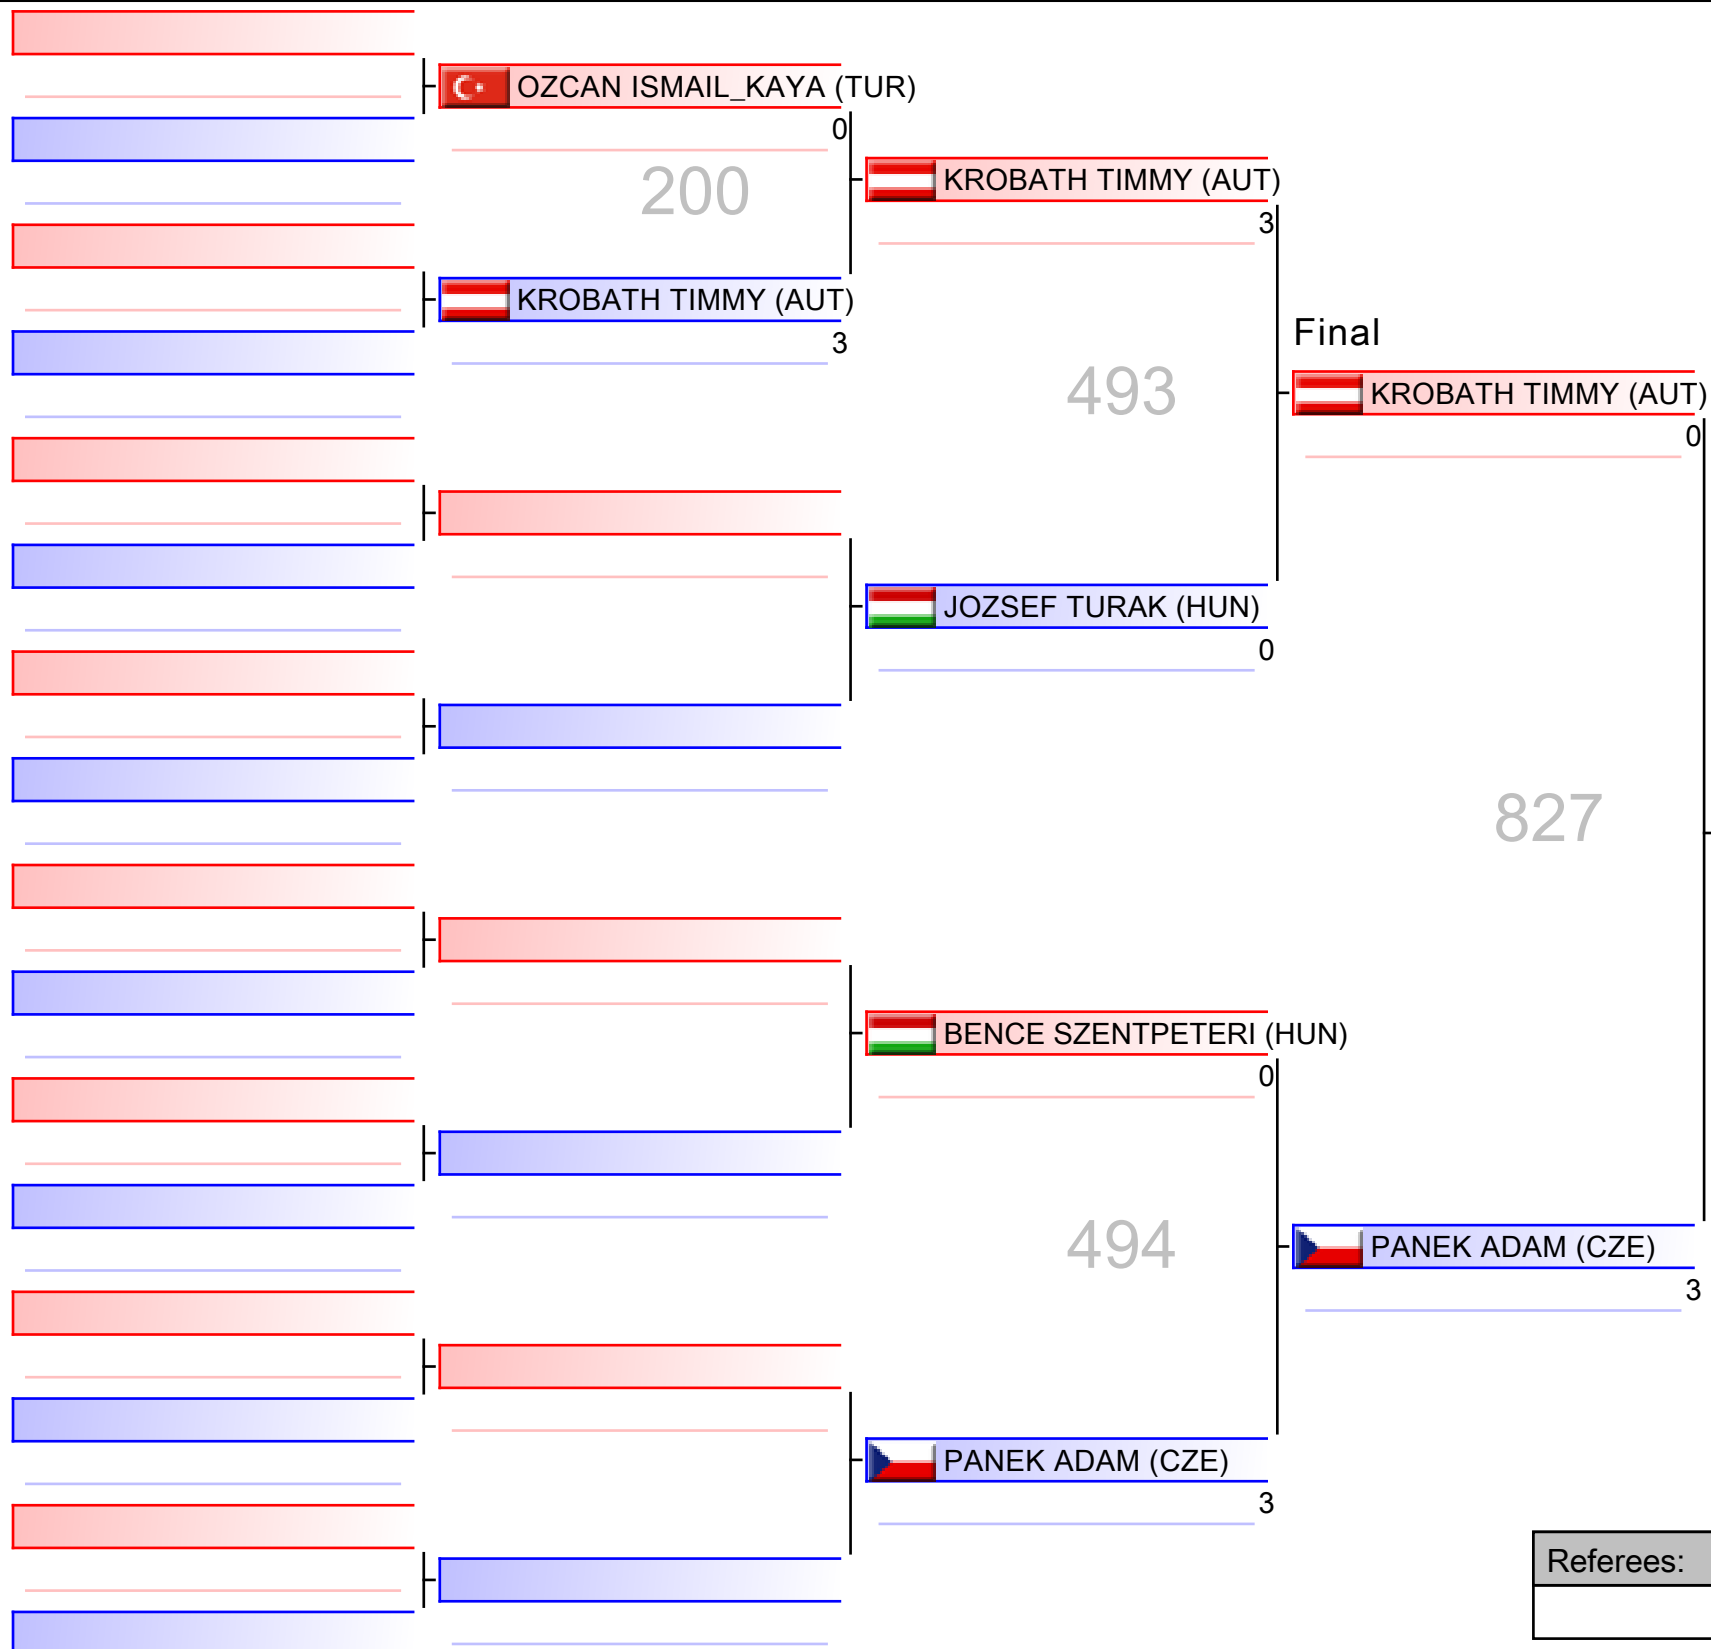 OZCAN ISMAIL_KAYA (TUR)
0
200
KROBATH TIMMY (AUT)
3
KROBATH TIMMY (AUT)
3
493
JOZSEF TURAK (HUN)
0
BENCE SZENTPETERI (HUN)
0
494
PANEK ADAM (CZE)
3
Final
KROBATH TIMMY (AUT)
0
827
PANEK ADAM (CZE)
3
Referees: